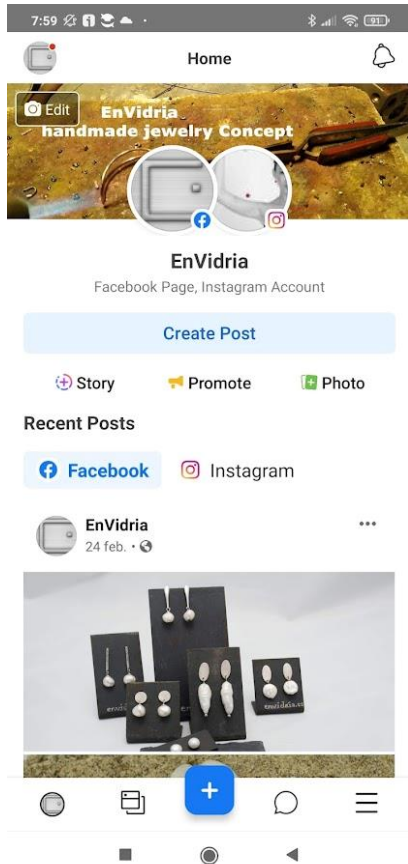 7:59
91
Home
Edit
EnVidria
handmade jewelry Concept
EnVidria
Facebook Page, Instagram Account
Create Post
Story
Promote
Photo
Recent Posts
Facebook
Instagram
EnVidria
24 feb.